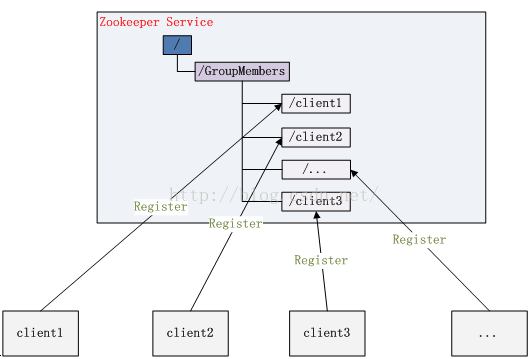 Zookeeper Service
/
/GroupMembers
/client1
/client2
/...
/client3
Register
Register
Register
Register
client1
client2
client3
...